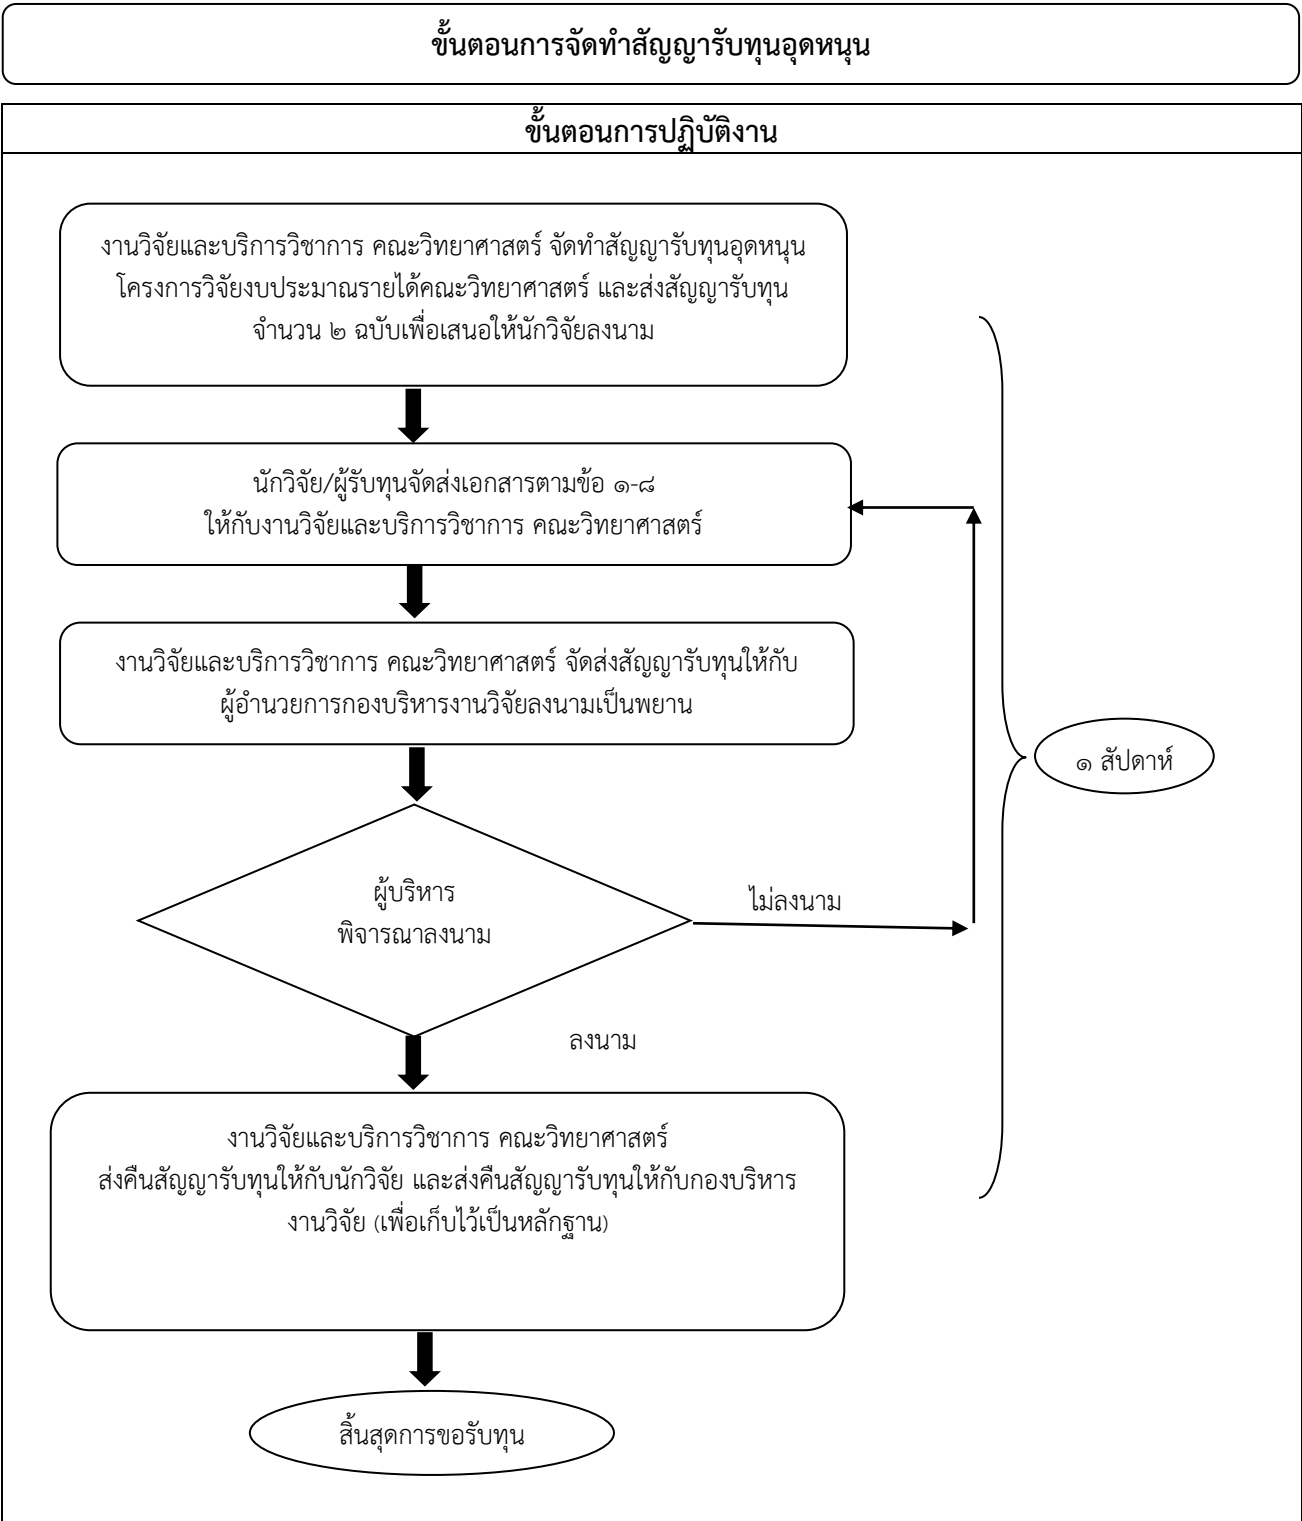 ขั้นตอนการจัดทำสัญญารับทุนอุดหนุน
ขั้นตอนการปฏิบัติงาน
งานวิจัยและบริการวิชาการ คณะวิทยาศาสตร์ จัดทำสัญญารับทุนอุดหนุน
โครงการวิจัยงบประมาณรายได้คณะวิทยาศาสตร์ และส่งสัญญารับทุน
จำนวน ๒ ฉบับเพื่อเสนอให้นักวิจัยลงนาม
นักวิจัย/ผู้รับทุนจัดส่งเอกสารตามข้อ ๑-๘
ให้กับงานวิจัยและบริการวิชาการ คณะวิทยาศาสตร์
งานวิจัยและบริการวิชาการ คณะวิทยาศาสตร์ จัดส่งสัญญารับทุนให้กับ
ผู้อำนวยการกองบริหารงานวิจัยลงนามเป็นพยาน
๑ สัปดาห์
ผู้บริหาร
พิจารณาลงนาม
ไม่ลงนาม
ลงนาม
งานวิจัยและบริการวิชาการ คณะวิทยาศาสตร์
ส่งคืนสัญญารับทุนให้กับนักวิจัย และส่งคืนสัญญารับทุนให้กับกองบริหาร
งานวิจัย (เพื่อเก็บไว้เป็นหลักฐาน)
สิ้นสุดการขอรับทุน